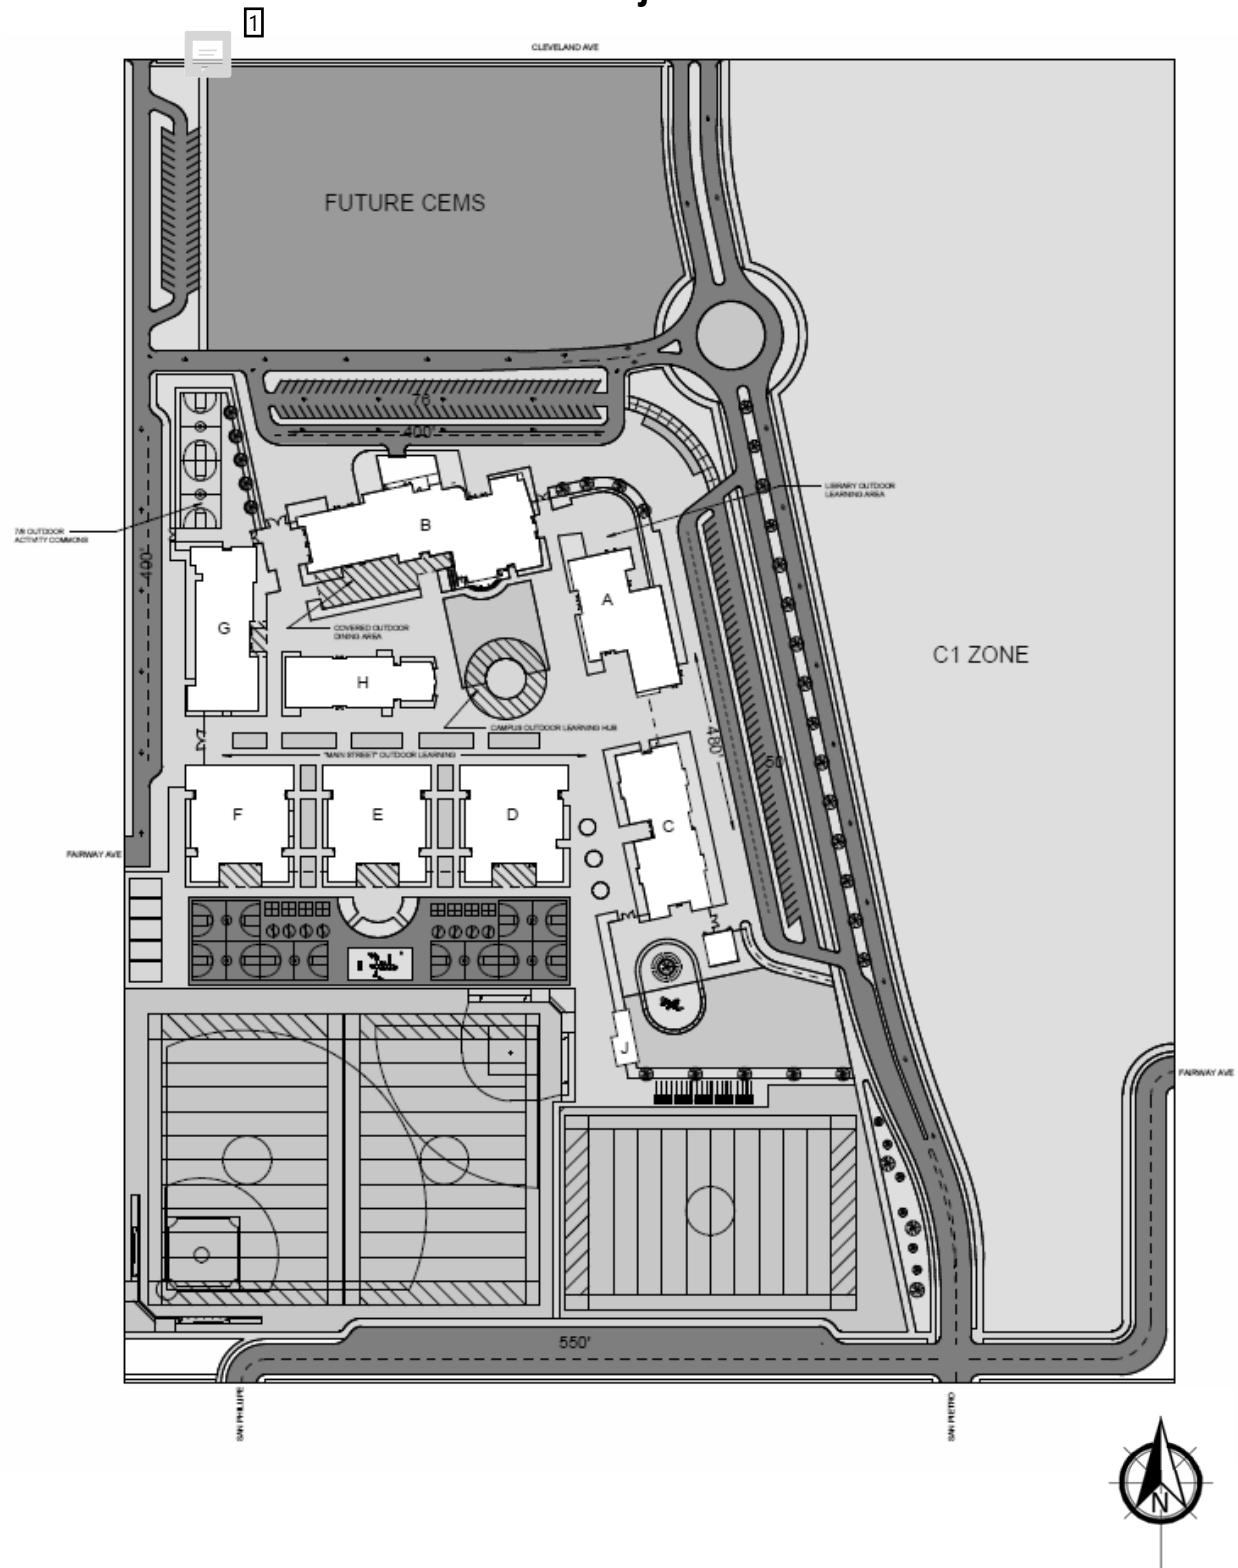 1
CLEVELAND AVE
FUTURE CEMS
76
400'
LIBRARY OUTDOOR
LEARNING AREA
B
7/8 OUTDOOR
ACTIVITY COMMONS
400'
A
G
COVERED OUTDOOR
DINING AREA
C1 ZONE
H
CAMPUS OUTDOOR LEARNING HUB
480'
"MAIN STREET" OUTDOOR LEARNING
50
F
E
D
C
FAIRWAY AVE
J
FAIRWAY AVE
550'
SAN PHILLIPE
SAN PIETRO
N